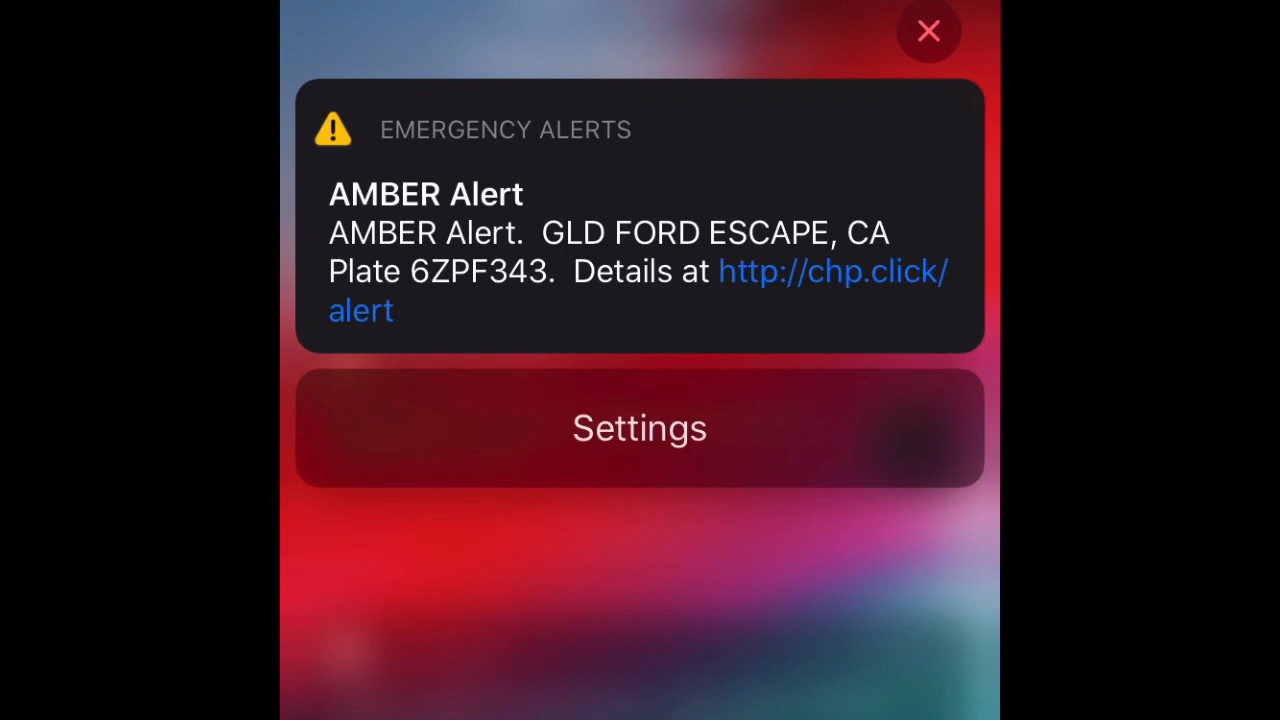 EMERGENCY ALERTS
AMBER Alert
AMBER Alert.  GLD FORD ESCAPE, CA
Plate 6ZPF343.  Details at http://chp.click/
alert
Settings